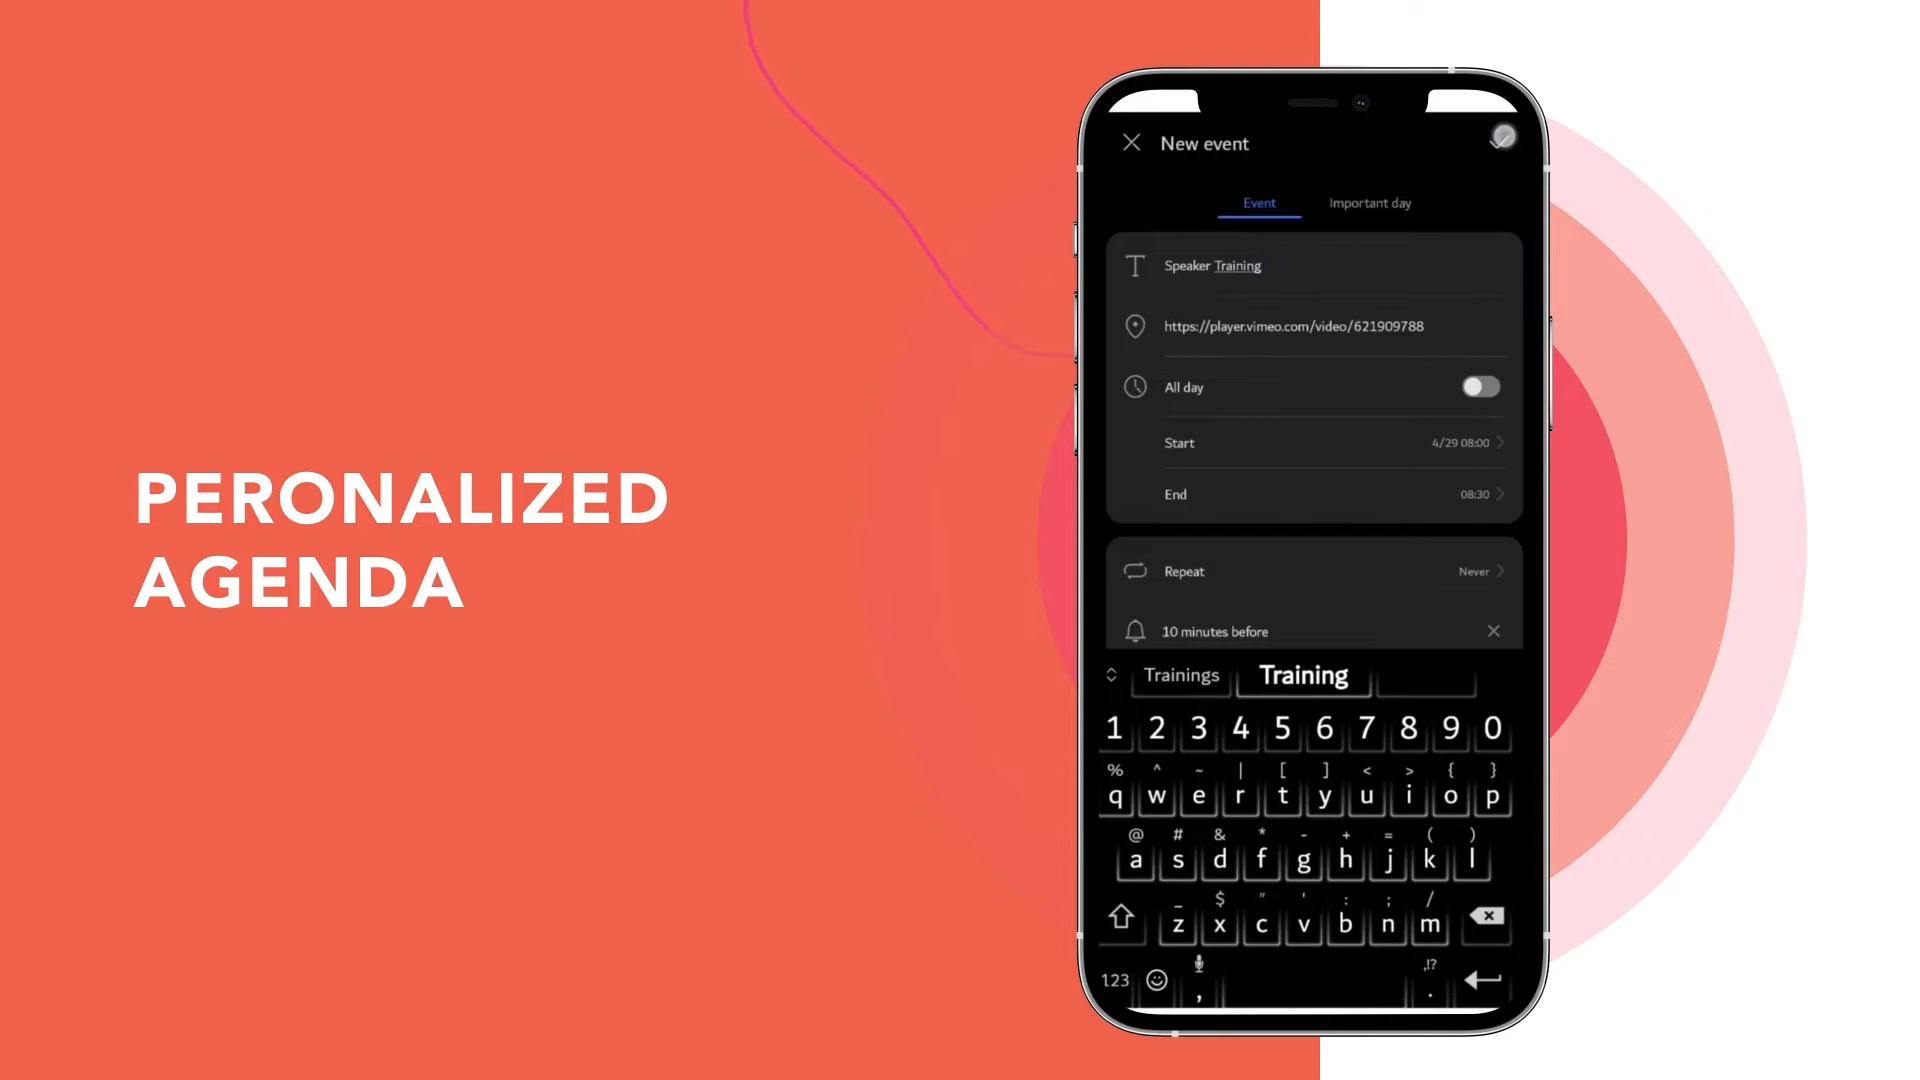 PERONALIZED
AGENDA
New event
Event Important day
Speaker Training
https://player.vimeo.com/video/621909788
All day
Start 4/29 08:00
End 08:30
Repeat Never
10 minutes before
Trainings Training
1 2 3 4 5 6 7 8 9 0
% ^ ~ | [ ] < > { }
q w e r t y u i o p
@ # & * - + = ( )
a s d f g h j k l
_ $ " ' : ; /
z x c v b n m
,!?
123 , .